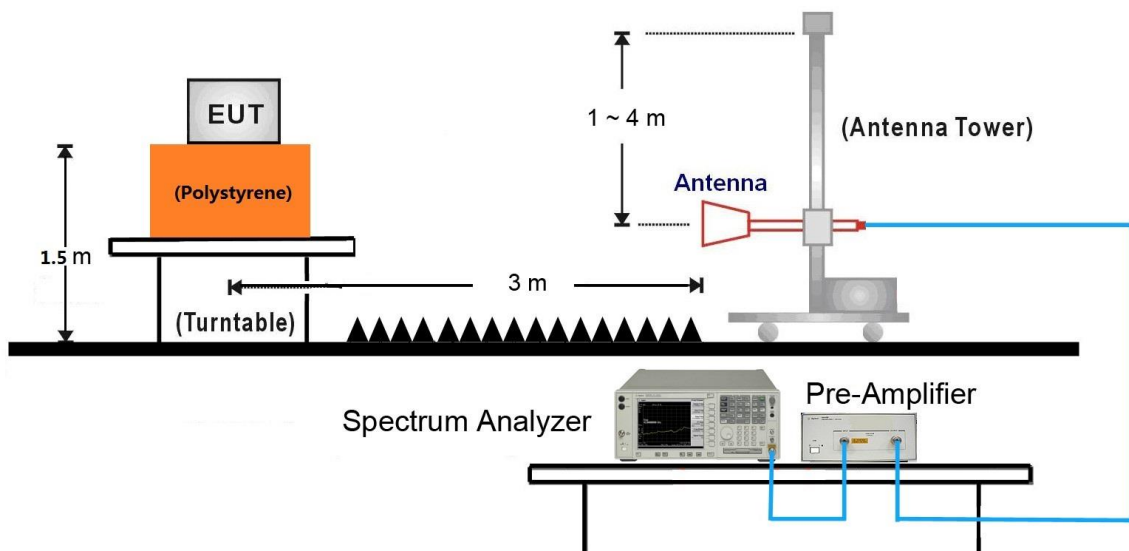 EUT
(Polystyrene)
1.5 m
(Turntable)
3 m
1 ~ 4 m
Antenna
(Antenna Tower)
Spectrum Analyzer
Pre-Amplifier